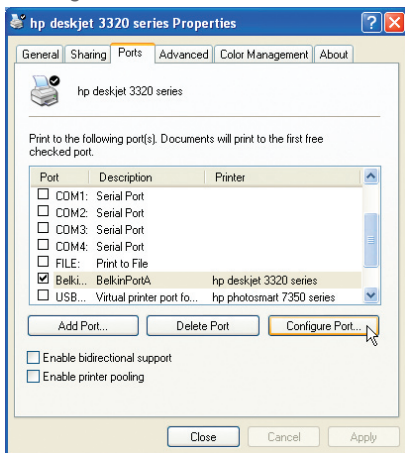 hp deskjet 3320 series Properties
General Sharing Ports Advanced Color Management About
hp deskjet 3320 series
Print to the following port(s). Documents will print to the first free
checked port.
Port Description Printer
COM1: Serial Port
COM2: Serial Port
COM3: Serial Port
COM4: Serial Port
FILE: Print to File
Belki... BelkinPortA hp deskjet 3320 series
USB... Virtual printer port fo... hp photosmart 7350 series
Add Port... Delete Port Configure Port...
Enable bidirectional support
Enable printer pooling
Close Cancel Apply